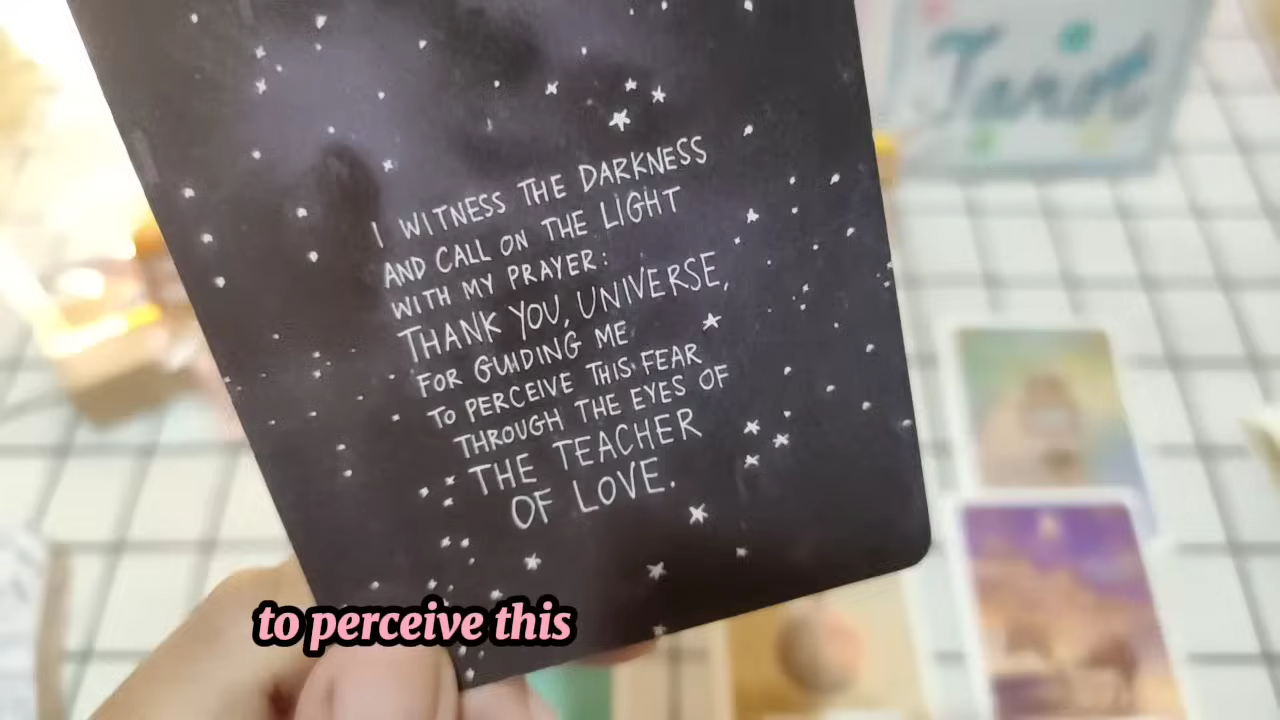 Tarot
I WITNESS THE DARKNESS
AND CALL ON THE LIGHT
WITH MY PRAYER:
THANK YOU, UNIVERSE,
FOR GUIDING ME
TO PERCEIVE THIS FEAR
THROUGH THE EYES OF
THE TEACHER
OF LOVE.
to perceive this